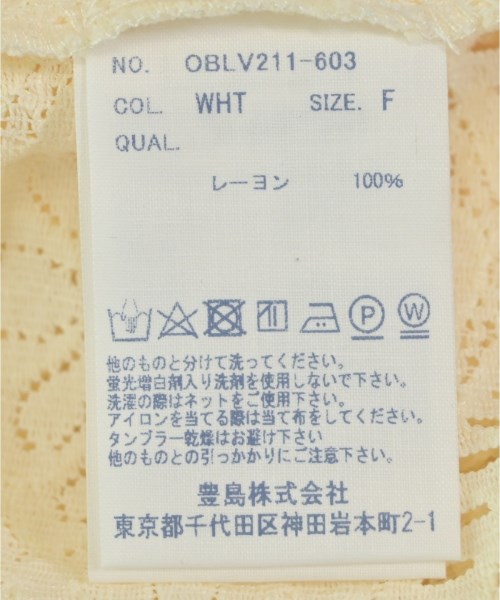 NO. OBLV211-603
COL. WHT SIZE. F
QUAL.
レーヨン 100%
P W
他のものと分けて洗ってください。
蛍光増白剤入り洗剤を使用しないで下さい。
洗濯の際はネットをご使用ください。
アイロンを当てる際は当て布をしてください。
タンブラー乾燥はお避け下さい
他のものとの引っかかりにご注意下さい。
豊島株式会社
東京都千代田区神田岩本町2-1